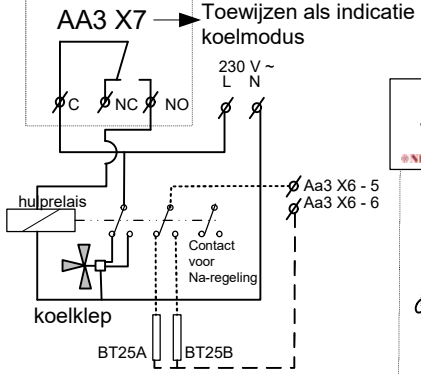 AA3 X7
Toewijzen als indicatie
koelmodus
230 V ~
L N
C
NC
NO
Aa3 X6 - 5
Aa3 X6 - 6
hulprelais
Contact
voor
Na-regeling
koelklep
BT25A
BT25B